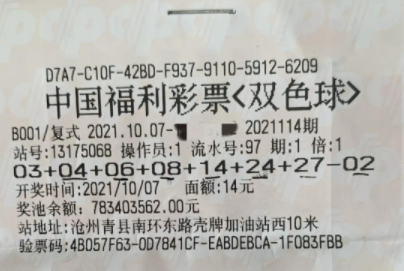 D7A7-C10F-42BD-F937-9110-5912-6209
中国福利彩票<双色球>
B001/复式 2021.10.07- 2021114期
站号:13175068 操作员:1 流水号:97 期:1 倍:1
03+04+06+08+14+24+27-02
开奖时间:2021/10/07 面额:14元
奖池余额: 783403562.00元
站地址: 沧州青县南环东路壳牌加油站西10米
验票码: 4B057F63-0D7841CF-EABDEBCA-1F083FBB